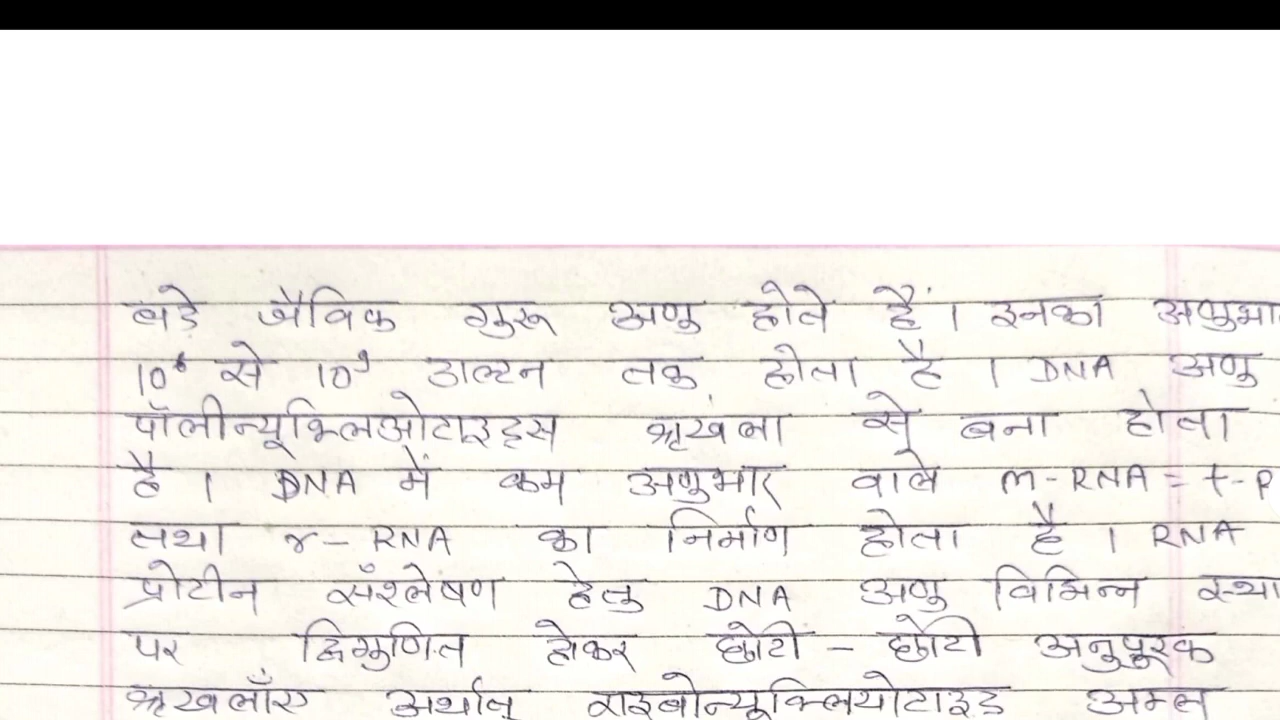 बड़े जैविक गुरू अणु होते हैं । इनका अणुभा
10⁶ से 10⁹ डाल्टन तक होता है । DNA अणु
पॉलीन्यूक्लिओटाइड्स श्रृंखला से बना होता
है । DNA में कम अणुभार वाले m-RNA = t-P
तथा r- RNA का निर्माण होता है । RNA
प्रोटीन संश्लेषण हेतु DNA अणु विभिन्न स्था
पर द्विगुणित होकर छोटी - छोटी अनुपूरक
श्रृखलाँए अर्थात् राइबोन्यूक्लियोटाइड अम्ल